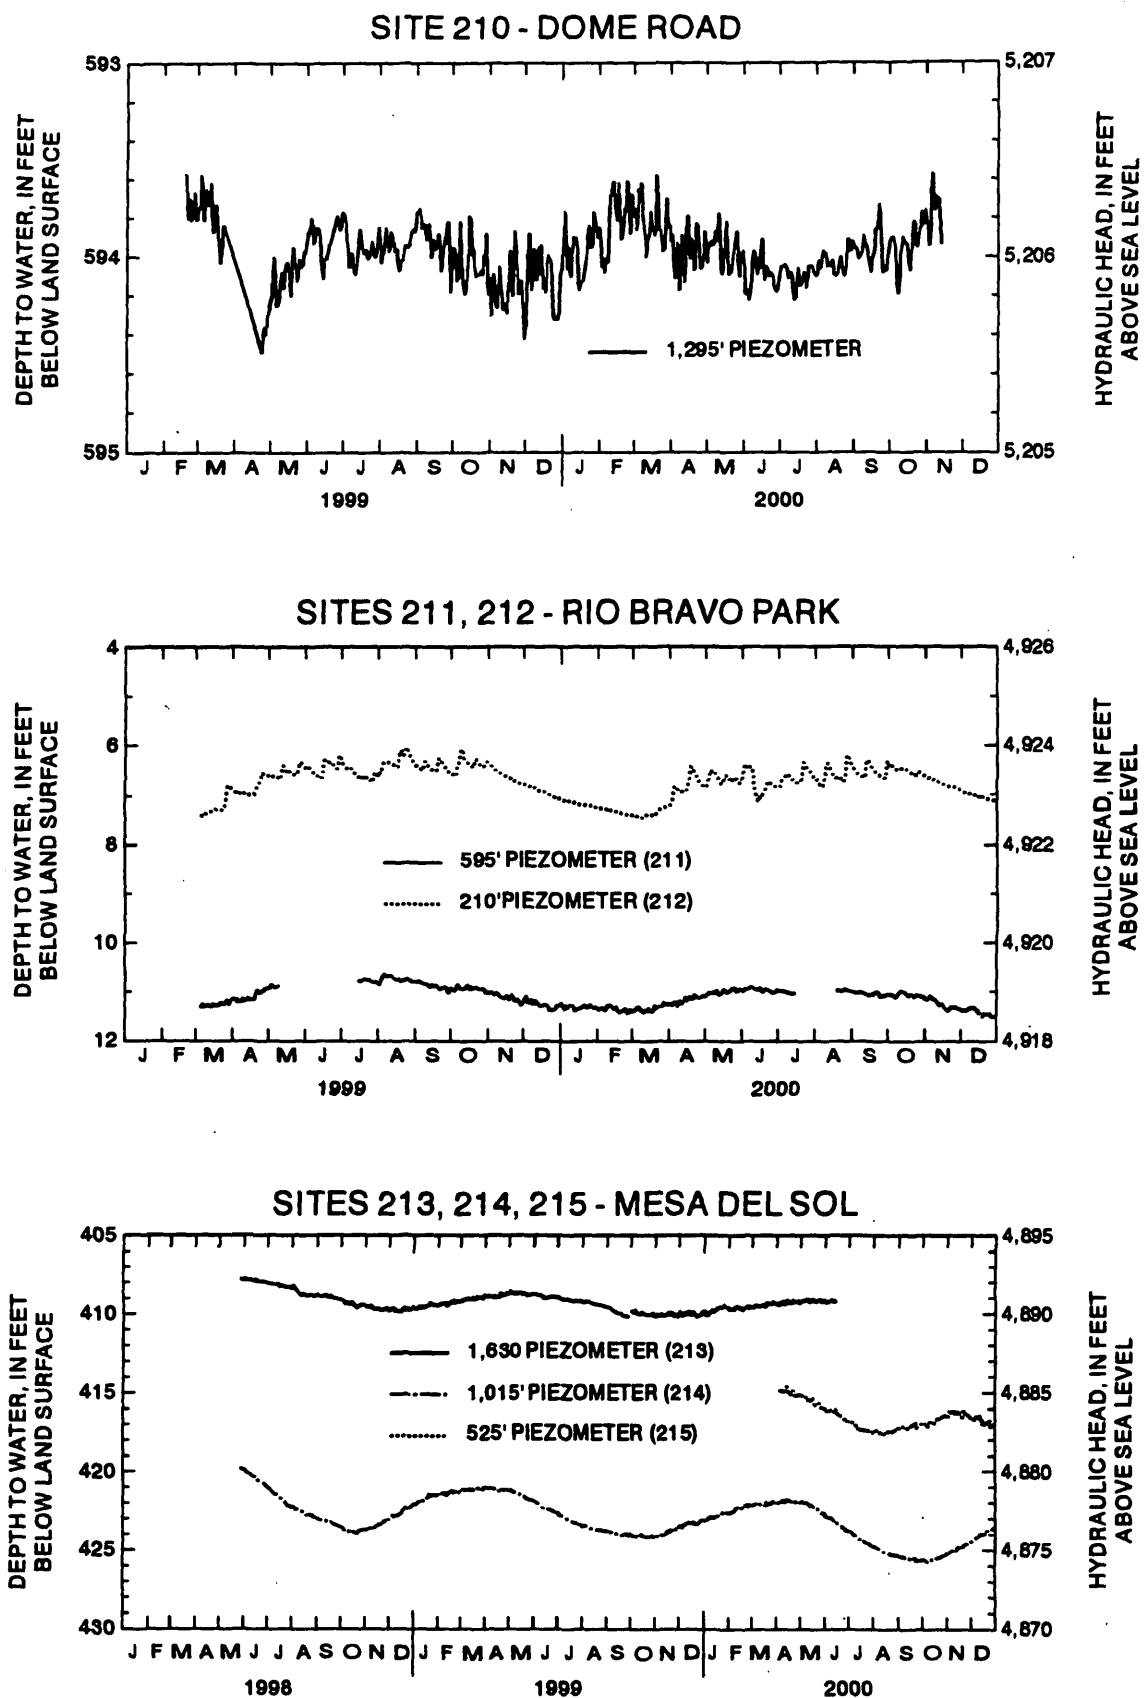 SITE 210 - DOME ROAD
593
594
595
DEPTH TO WATER, IN FEET
BELOW LAND SURFACE
5,207
5,206
5,205
HYDRAULIC HEAD, IN FEET
ABOVE SEA LEVEL
1,295' PIEZOMETER
J F M A M J J A S O N D J F M A M J J A S O N D
1999 2000
SITES 211, 212 - RIO BRAVO PARK
4
6
8
10
12
DEPTH TO WATER, IN FEET
BELOW LAND SURFACE
4,926
4,924
4,922
4,920
4,918
HYDRAULIC HEAD, IN FEET
ABOVE SEA LEVEL
595' PIEZOMETER (211)
210'PIEZOMETER (212)
J F M A M J J A S O N D J F M A M J J A S O N D
1999 2000
SITES 213, 214, 215 - MESA DEL SOL
405
410
415
420
425
430
DEPTH TO WATER, IN FEET
BELOW LAND SURFACE
4,895
4,890
4,885
4,880
4,875
4,870
HYDRAULIC HEAD, IN FEET
ABOVE SEA LEVEL
1,630 PIEZOMETER (213)
1,015' PIEZOMETER (214)
525' PIEZOMETER (215)
J F M A M J J A S O N D J F M A M J J A S O N D J F M A M J J A S O N D
1998 1999 2000